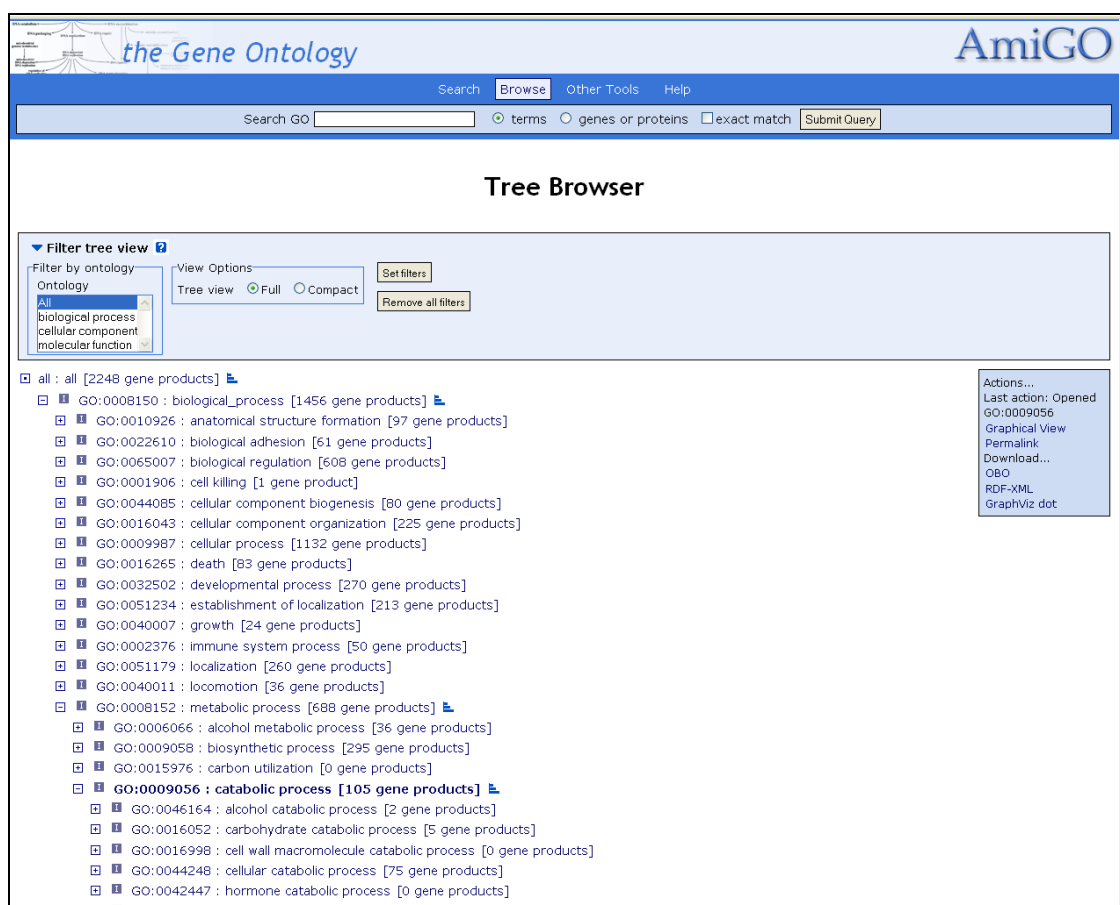 the Gene Ontology
AmiGO
Search Browse Other Tools Help
Search GO terms genes or proteins exact match Submit Query
Tree Browser
Filter tree view ?
Filter by ontology
Ontology
All
biological process
cellular component
molecular function
View Options
Tree view Full Compact
Set filters
Remove all filters
all : all [2248 gene products]
GO:0008150 : biological_process [1456 gene products]
GO:0010926 : anatomical structure formation [97 gene products]
GO:0022610 : biological adhesion [61 gene products]
GO:0065007 : biological regulation [608 gene products]
GO:0001906 : cell killing [1 gene product]
GO:0044085 : cellular component biogenesis [80 gene products]
GO:0016043 : cellular component organization [225 gene products]
GO:0009987 : cellular process [1132 gene products]
GO:0016265 : death [83 gene products]
GO:0032502 : developmental process [270 gene products]
GO:0051234 : establishment of localization [213 gene products]
GO:0040007 : growth [24 gene products]
GO:0002376 : immune system process [50 gene products]
GO:0051179 : localization [260 gene products]
GO:0040011 : locomotion [36 gene products]
GO:0008152 : metabolic process [688 gene products]
GO:0006066 : alcohol metabolic process [36 gene products]
GO:0009058 : biosynthetic process [295 gene products]
GO:0015976 : carbon utilization [0 gene products]
GO:0009056 : catabolic process [105 gene products]
GO:0046164 : alcohol catabolic process [2 gene products]
GO:0016052 : carbohydrate catabolic process [5 gene products]
GO:0016998 : cell wall macromolecule catabolic process [0 gene products]
GO:0044248 : cellular catabolic process [75 gene products]
GO:0042447 : hormone catabolic process [0 gene products]
Actions...
Last action: Opened
GO:0009056
Graphical View
Permalink
Download...
OBO
RDF-XML
GraphViz dot